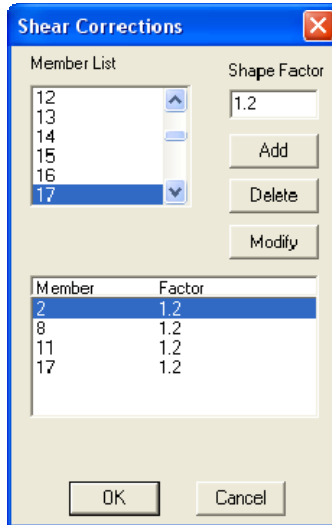 Shear Corrections
Member List
Shape Factor
12
13
14
15
16
17
1.2
Add
Delete
Modify
Member Factor
2 1.2
8 1.2
11 1.2
17 1.2
OK
Cancel